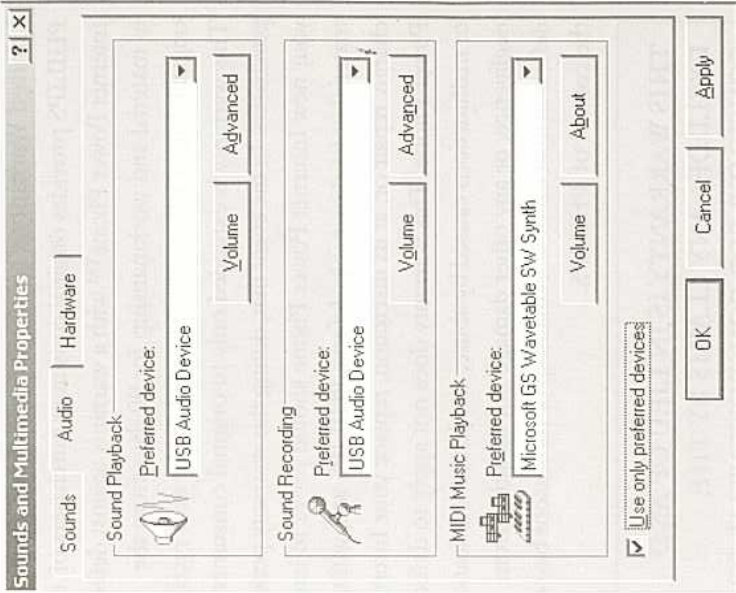 Sounds and Multimedia Properties ? X
Sounds Audio Hardware
Sound Playback
Preferred device:
USB Audio Device
Volume Advanced
Sound Recording
Preferred device:
USB Audio Device
Volume Advanced
MIDI Music Playback
Preferred device:
Microsoft GS Wavetable SW Synth
Volume About
Use only preferred devices
OK Cancel Apply